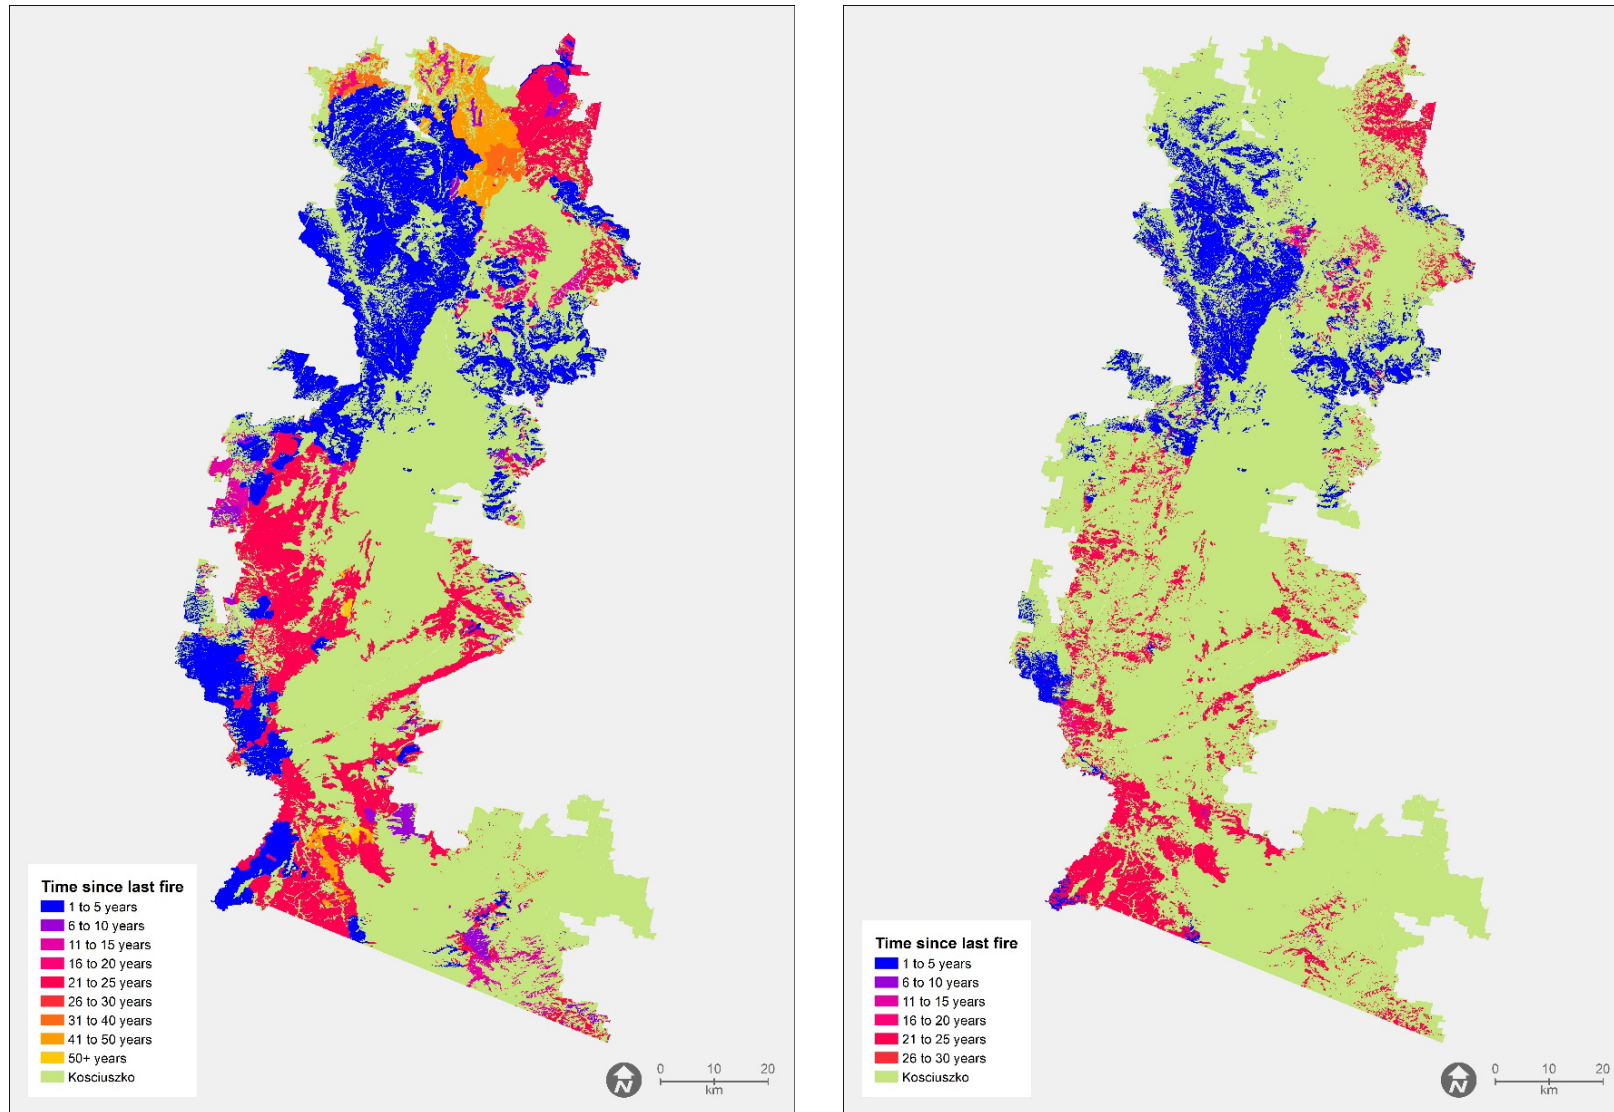 Time since last fire
1 to 5 years
6 to 10 years
11 to 15 years
16 to 20 years
21 to 25 years
26 to 30 years
31 to 40 years
41 to 50 years
50+ years
Kosciuszko
N
0 10 20
km
Time since last fire
1 to 5 years
6 to 10 years
11 to 15 years
16 to 20 years
21 to 25 years
26 to 30 years
Kosciuszko
N
0 10 20
km